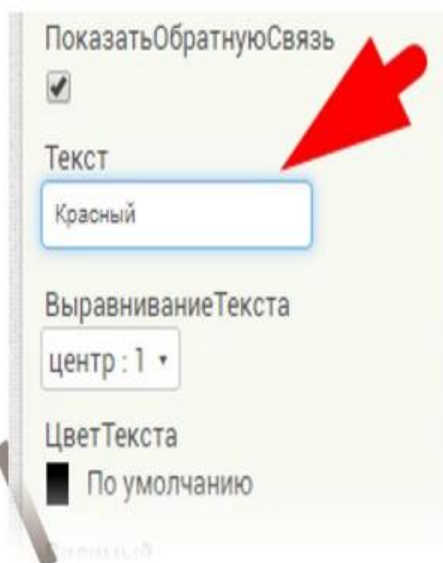 ПоказатьОбратнуюСвязь
Текст
Красный
ВыравниваниеТекста
центр : 1
ЦветТекста
По умолчанию